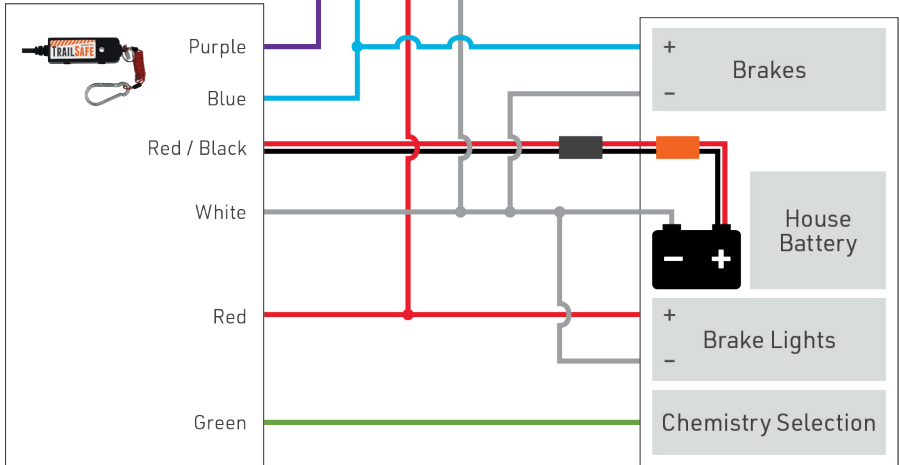 TRAILSAFE
Purple
Blue
Red / Black
White
Red
Green
+
Brakes
−
House
Battery
− +
+
Brake Lights
−
Chemistry Selection